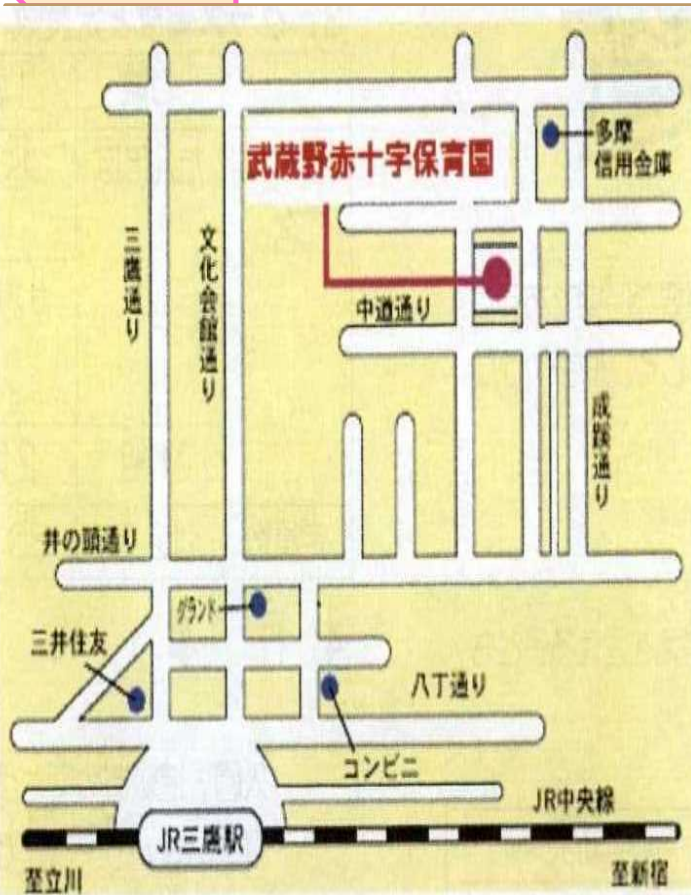 多摩
信用金庫
武蔵野赤十字保育園
三鷹通り
文化会館通り
中道通り
成蹊通り
井の頭通り
グランド
三井住友
八丁通り
コンビニ
JR中央線
JR三鷹駅
至立川
至新宿